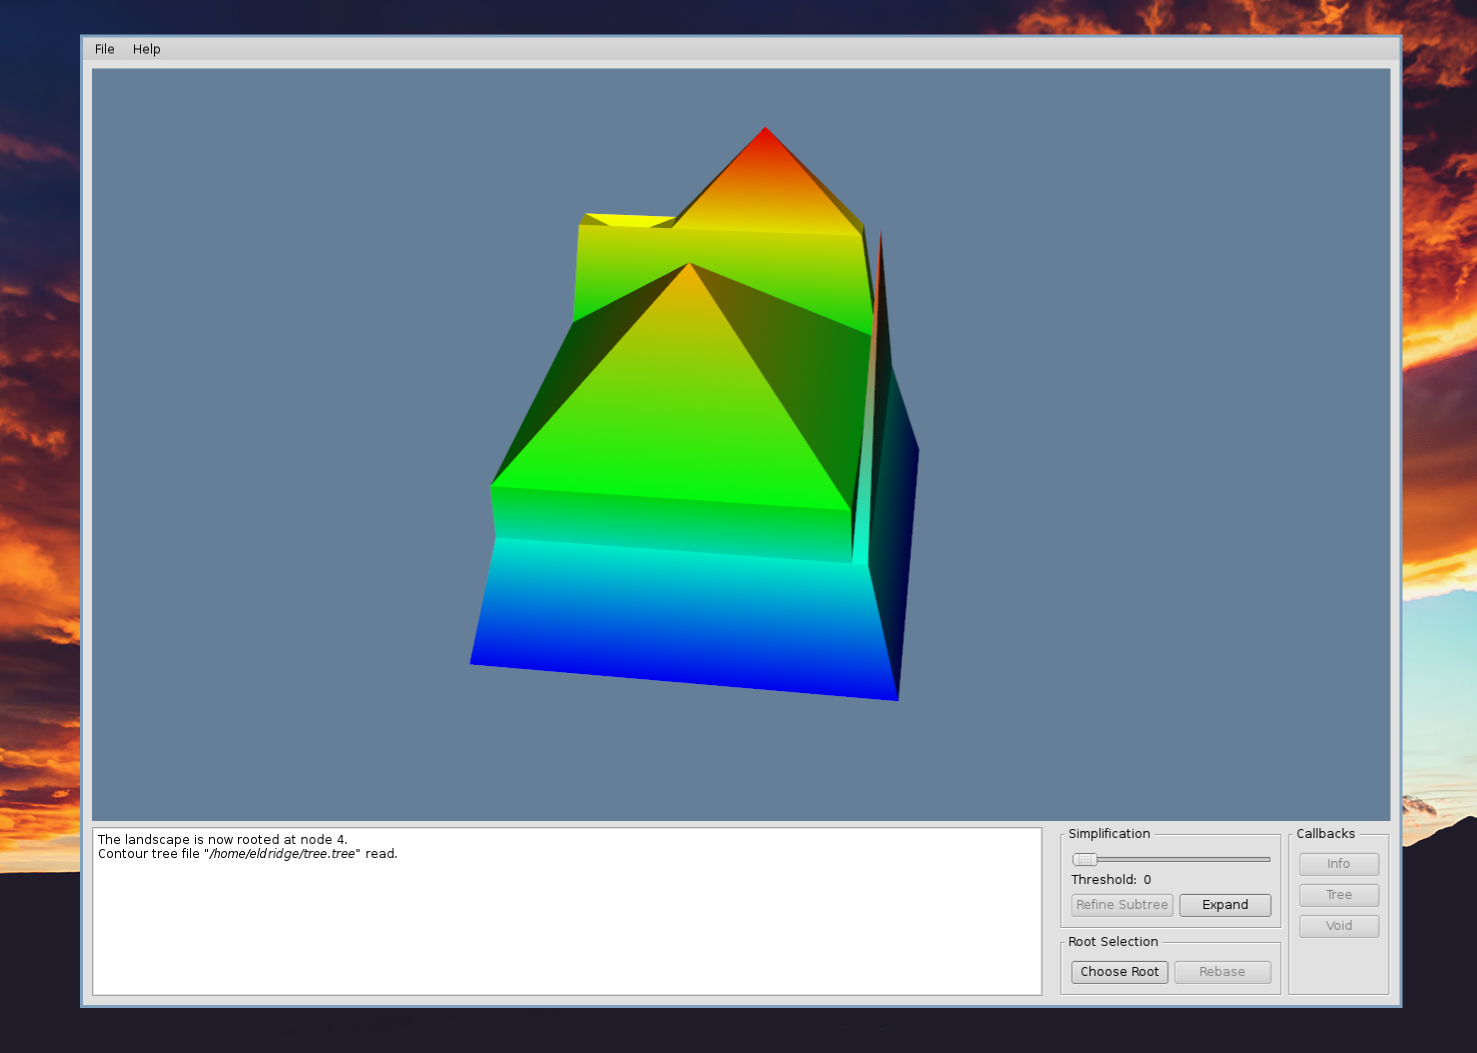 File Help
The landscape is now rooted at node 4.
Contour tree file "/home/eldridge/tree.tree" read.
Simplification
Threshold: 0
Refine Subtree Expand
Root Selection
Choose Root Rebase
Callbacks
Info
Tree
Void